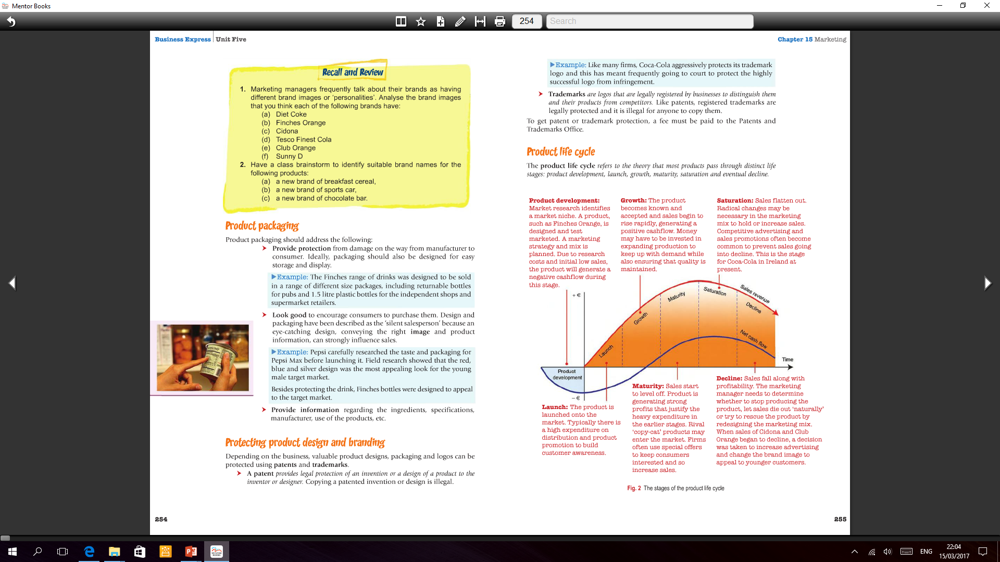 Mentor Books
254
Search
Business Express Unit Five
Recall and Review
1. Marketing managers frequently talk about their brands as having
different brand images or ‘personalities’. Analyse the brand images
that you think each of the following brands have:
(a) Diet Coke
(b) Finches Orange
(c) Cidona
(d) Tesco Finest Cola
(e) Club Orange
(f) Sunny D
2. Have a class brainstorm to identify suitable brand names for the
following products:
(a) a new brand of breakfast cereal,
(b) a new brand of sports car,
(c) a new brand of chocolate bar.
Product packaging
Product packaging should address the following:
Provide protection from damage on the way from manufacturer to
consumer. Ideally, packaging should also be designed for easy
storage and display.
Example: The Finches range of drinks was designed to be sold
in a range of different size packages, including returnable bottles
for pubs and 1.5 litre plastic bottles for the independent shops and
supermarket retailers.
Look good to encourage consumers to purchase them. Design and
packaging have been described as the ‘silent salesperson’ because an
eye-catching design, conveying the right image and product
information, can strongly influence sales.
Example: Pepsi carefully researched the taste and packaging for
Pepsi Max before launching it. Field research showed that the red,
blue and silver design was the most appealing look for the young
male target market.
Besides protecting the drink, Finches bottles were designed to appeal
to the target market.
Provide information regarding the ingredients, specifications,
manufacturer, use of the products, etc.
Protecting product design and branding
Depending on the business, valuable product designs, packaging and logos can be
protected using patents and trademarks.
A patent provides legal protection of an invention or a design of a product to the
inventor or designer. Copying a patented invention or design is illegal.
254
Chapter 15 Marketing
Example: Like many firms, Coca-Cola aggressively protects its trademark
logo and this has meant frequently going to court to protect the highly
successful logo from infringement.
Trademarks are logos that are legally registered by businesses to distinguish them
and their products from competitors. Like patents, registered trademarks are
legally protected and it is illegal for anyone to copy them.
To get patent or trademark protection, a fee must be paid to the Patents and
Trademarks Office.
Product life cycle
The product life cycle refers to the theory that most products pass through distinct life
stages: product development, launch, growth, maturity, saturation and eventual decline.
Product development:
Market research identifies
a market niche. A product,
such as Finches Orange, is
designed and test
marketed. A marketing
strategy and mix is
planned. Due to research
costs and initial low sales,
the product will generate a
negative cashflow during
this stage.
Growth: The product
becomes known and
accepted and sales begin to
rise rapidly, generating a
positive cashflow. Money
may have to be invested in
expanding production to
keep up with demand while
also ensuring that quality is
maintained.
Saturation: Sales flatten out.
Radical changes may be
necessary in the marketing
mix to hold or increase sales.
Competitive advertising and
sales promotions often become
common to prevent sales going
into decline. This is the stage
for Coca-Cola in Ireland at
present.
+ €
Launch
Growth
Maturity
Saturation
Sales revenue
Decline
Net cash flow
Time
Product
development
– €
Launch: The product is
launched onto the
market. Typically there is
a high expenditure on
distribution and product
promotion to build
customer awareness.
Maturity: Sales start
to level off. Product is
generating strong
profits that justify the
heavy expenditure in
the earlier stages. Rival
‘copy-cat’ products may
enter the market. Firms
often use special offers
to keep consumers
interested and so
increase sales.
Decline: Sales fall along with
profitability. The marketing
manager needs to determine
whether to stop producing the
product, let sales die out ‘naturally’
or try to rescue the product by
redesigning the marketing mix.
When sales of Cidona and Club
Orange began to decline, a decision
was taken to increase advertising
and change the brand image to
appeal to younger customers.
Fig. 2 The stages of the product life cycle
255
ENG
22:04
15/03/2017